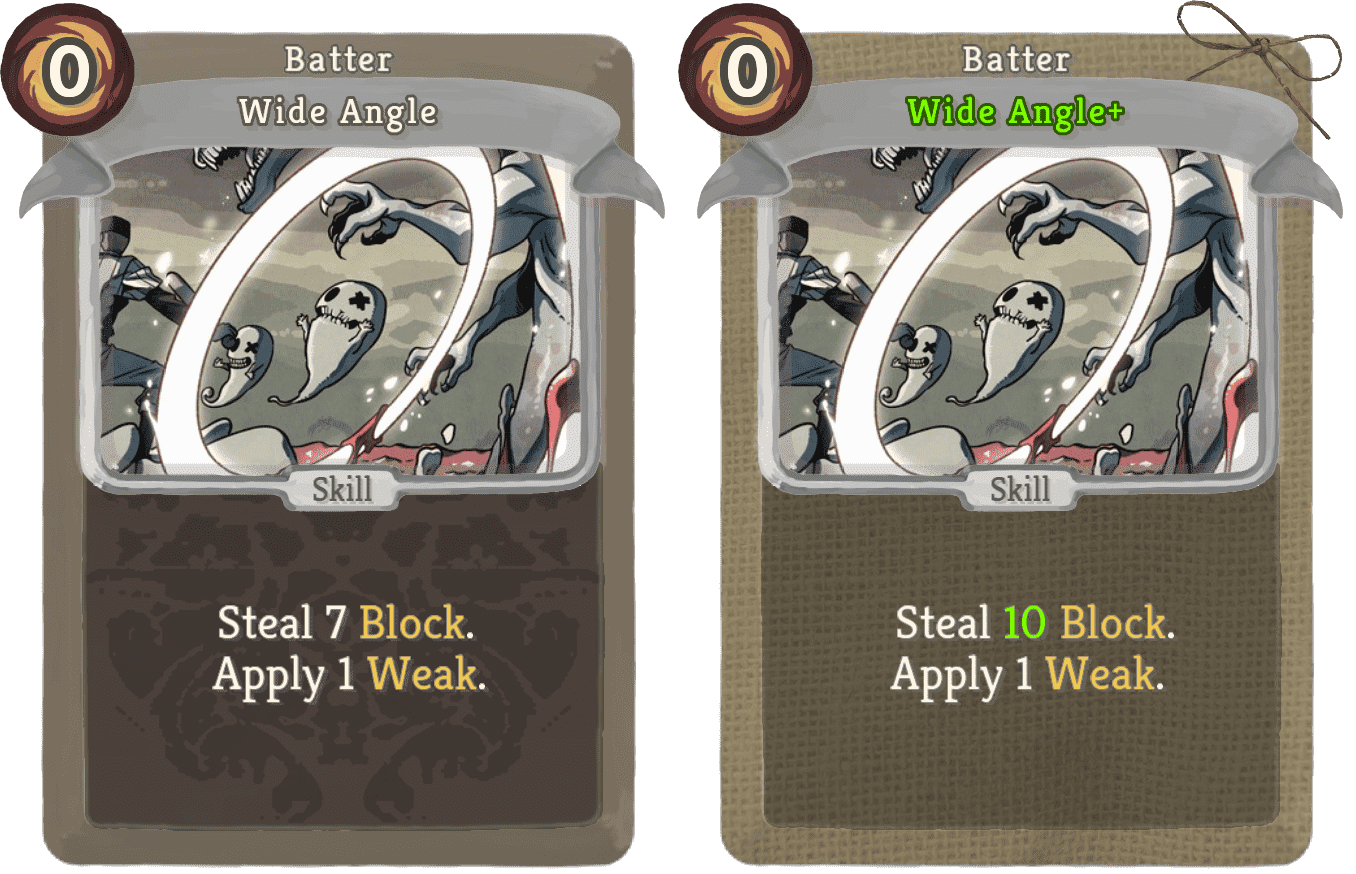 0
Batter
Wide Angle
Skill
Steal 7 Block.
Apply 1 Weak.
0
Batter
Wide Angle+
Skill
Steal 10 Block.
Apply 1 Weak.